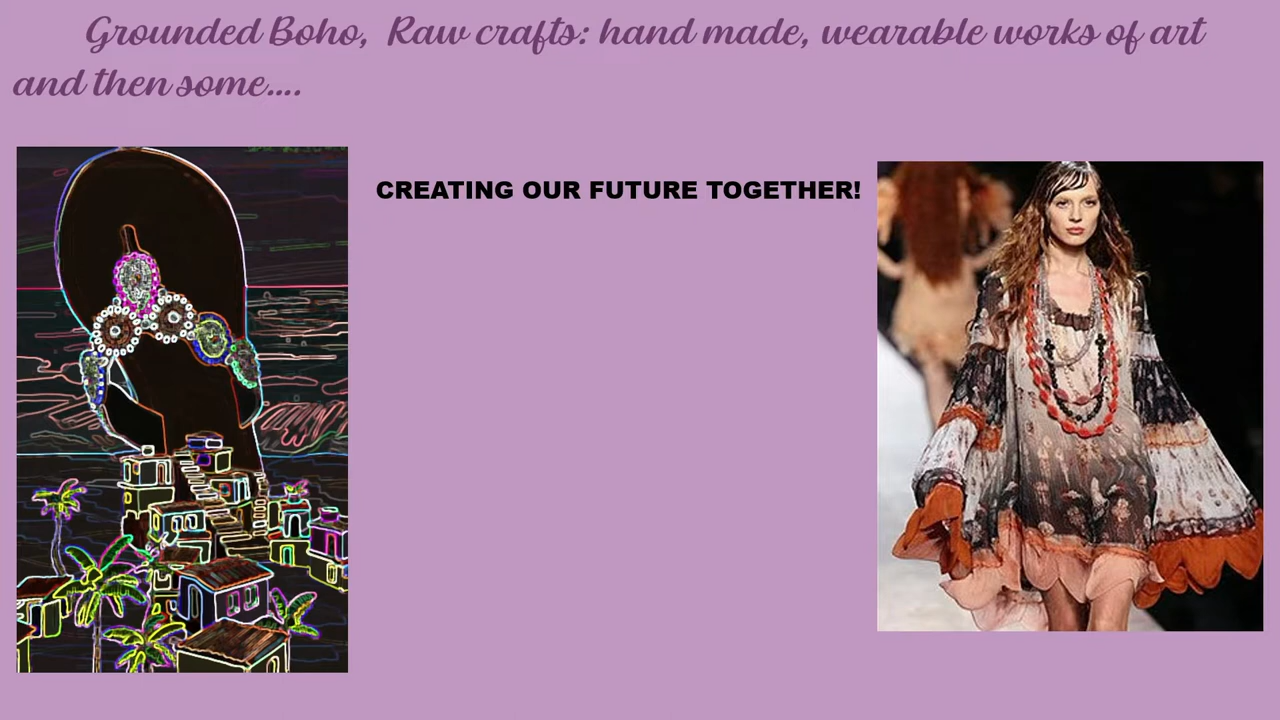 Grounded Boho, Raw crafts: hand made, wearable works of art
and then some....
CREATING OUR FUTURE TOGETHER!